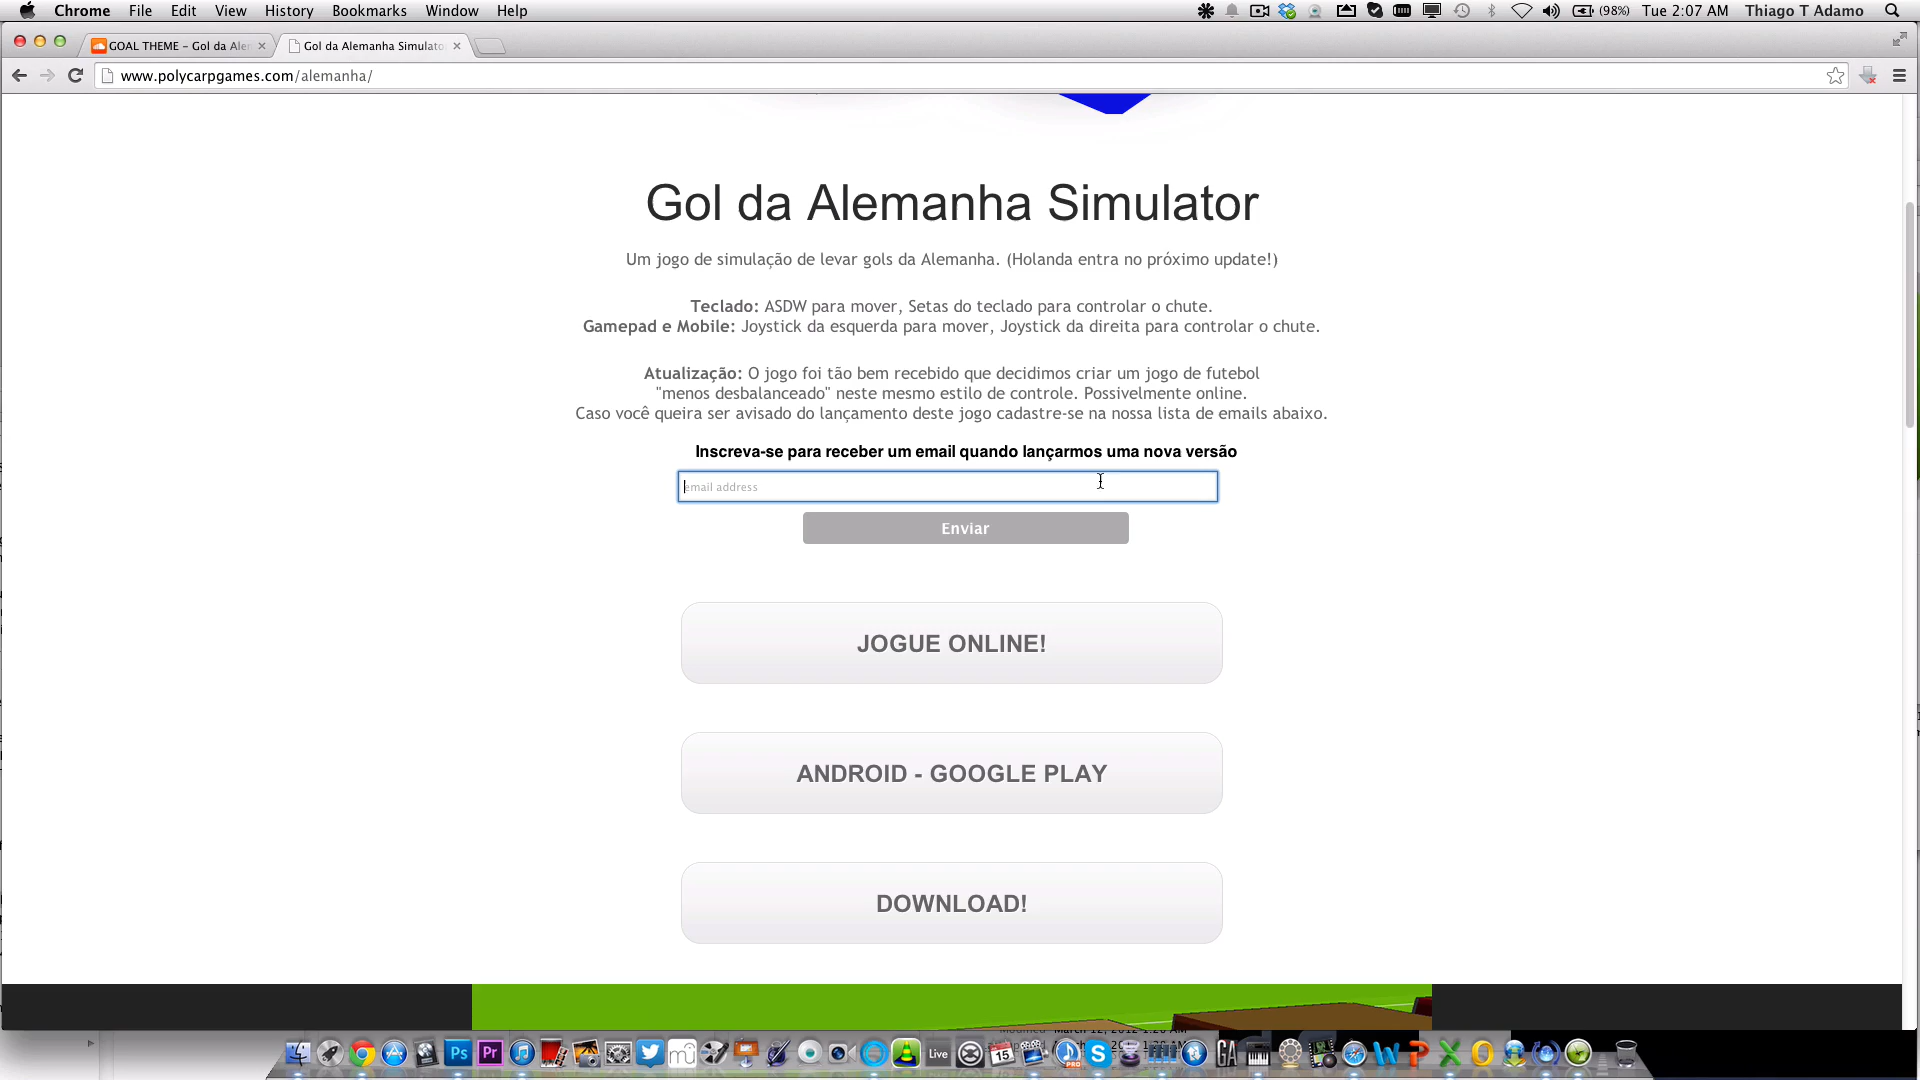 Chrome File Edit View History Bookmarks Window Help (98%) Tue 2:07 AM Thiago T Adamo
GOAL THEME - Gol da Ale Gol da Alemanha Simulato
www.polycarpgames.com/alemanha/
Gol da Alemanha Simulator
Um jogo de simulação de levar gols da Alemanha. (Holanda entra no próximo update!)
Teclado: ASDW para mover, Setas do teclado para controlar o chute.
Gamepad e Mobile: Joystick da esquerda para mover, Joystick da direita para controlar o chute.
Atualização: O jogo foi tão bem recebido que decidimos criar um jogo de futebol
"menos desbalanceado" neste mesmo estilo de controle. Possivelmente online.
Caso você queira ser avisado do lançamento deste jogo cadastre-se na nossa lista de emails abaixo.
Inscreva-se para receber um email quando lançarmos uma nova versão
email address
Enviar
JOGUE ONLINE!
ANDROID - GOOGLE PLAY
DOWNLOAD!
Ps Pr Live 15 PRO GA